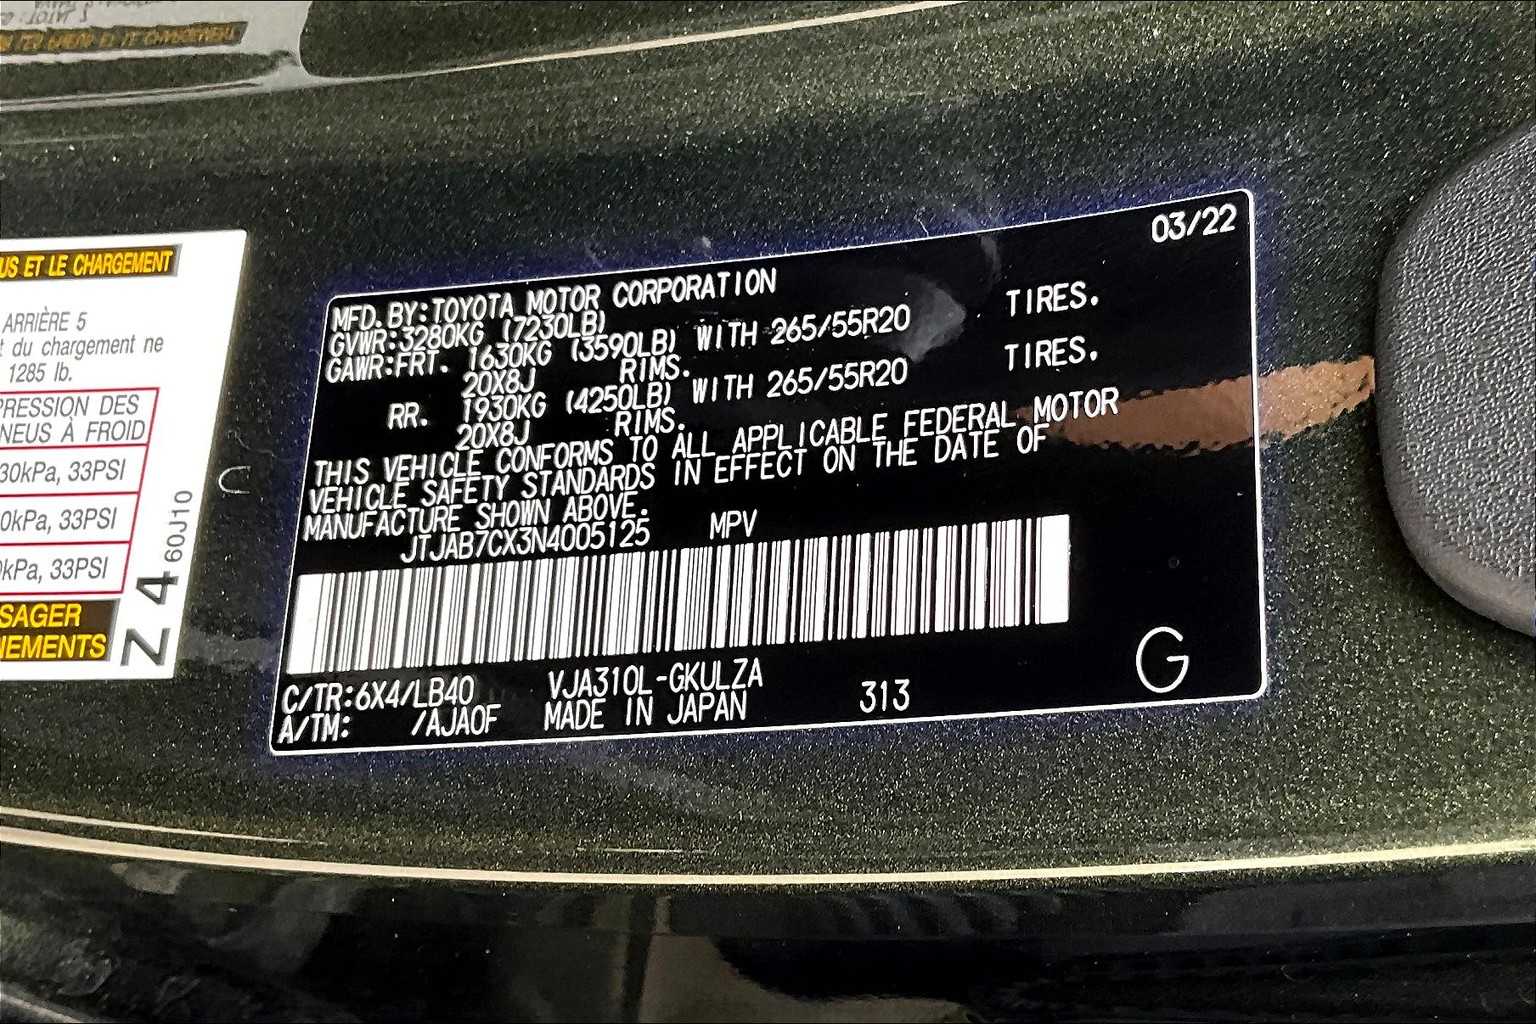 US ET LE CHARGEMENT
ARRIÈRE 5
t du chargement ne
1285 lb.
PRESSION DES
NEUS À FROID
30kPa, 33PSI
0kPa, 33PSI
0kPa, 33PSI
SAGER
NEMENTS
Z 4 60J10
03/22
MFD. BY:TOYOTA MOTOR CORPORATION
GVWR:3280KG (7230LB)
GAWR:FRT. 1630KG (3590LB) WITH 265/55R20 TIRES.
20X8J RIMS.
RR. 1930KG (4250LB) WITH 265/55R20 TIRES.
20X8J RIMS.
THIS VEHICLE CONFORMS TO ALL APPLICABLE FEDERAL MOTOR
VEHICLE SAFETY STANDARDS IN EFFECT ON THE DATE OF
MANUFACTURE SHOWN ABOVE.
JTJAB7CX3N4005125 MPV
C/TR:6X4/LB40 VJA310L-GKULZA
A/TM: /AJA0F MADE IN JAPAN 313
G